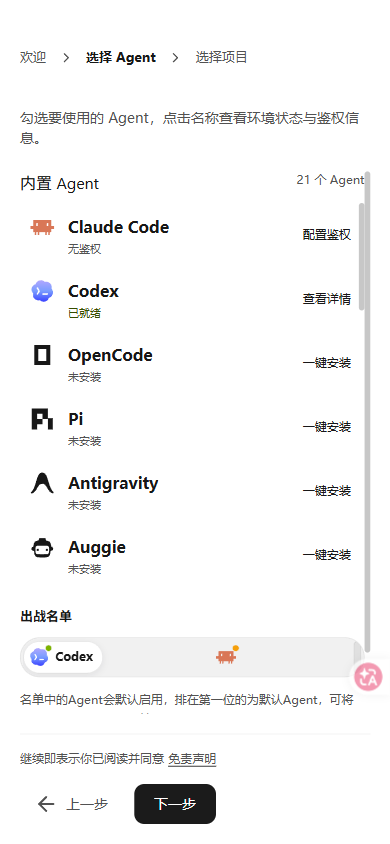 欢迎 > 选择 Agent > 选择项目
勾选要使用的 Agent，点击名称查看环境状态与鉴权信
息。
内置 Agent 21 个 Agent
Claude Code
无鉴权
配置鉴权
Codex
已就绪
查看详情
OpenCode
未安装
一键安装
Pi
未安装
一键安装
Antigravity
未安装
一键安装
Auggie
未安装
一键安装
出战名单
Codex
名单中的Agent会默认启用，排在第一位的为默认Agent，可将
继续即表示你已阅读并同意 免责声明
上一步 下一步